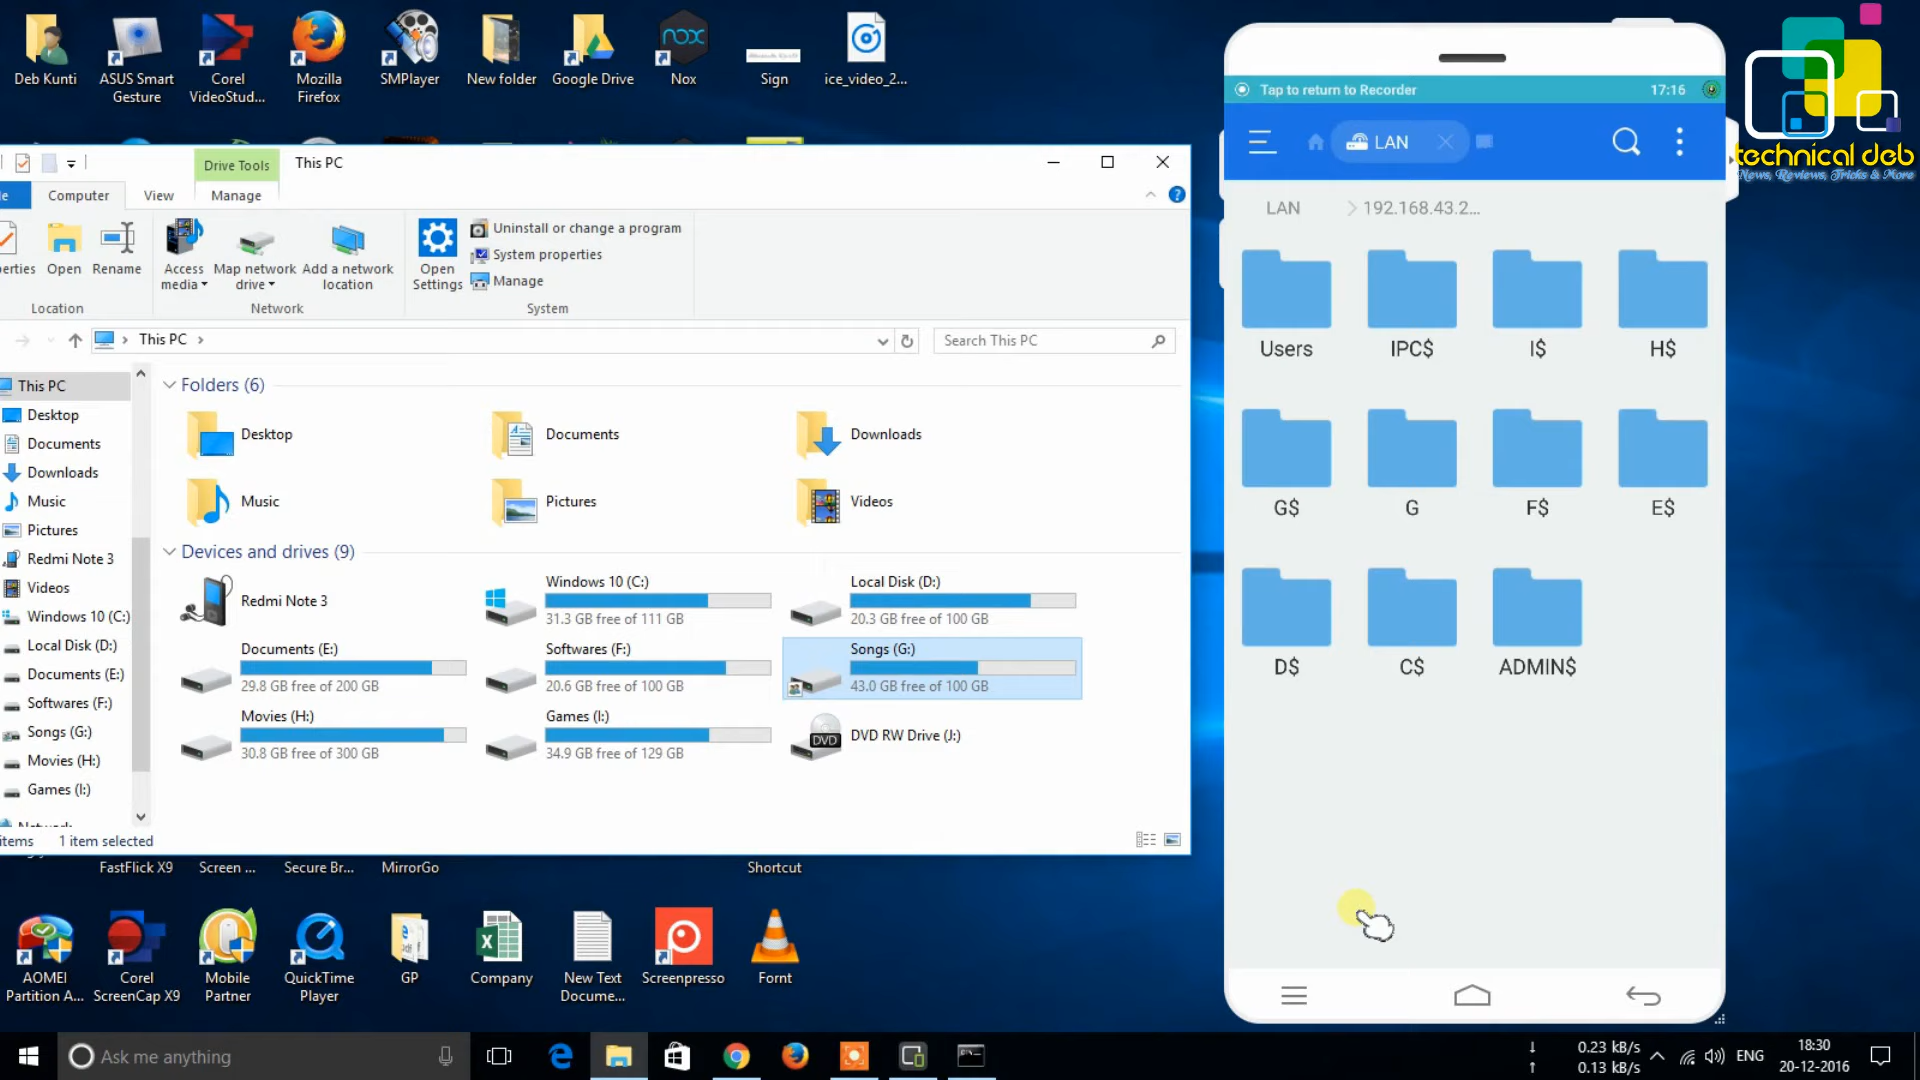 Deb Kunti
ASUS Smart
Gesture
Corel
VideoStud...
Mozilla
Firefox
SMPlayer
New folder
Google Drive
nox
Nox
Sign
ice_video_2...
Drive Tools
This PC
Computer
View
Manage
Open
Rename
Location
Access
media
Map network
drive
Add a network
location
Network
Open
Settings
Uninstall or change a program
System properties
Manage
System
This PC
Search This PC
This PC
Desktop
Documents
Downloads
Music
Pictures
Redmi Note 3
Videos
Windows 10 (C:)
Local Disk (D:)
Documents (E:)
Softwares (F:)
Songs (G:)
Movies (H:)
Games (I:)
Folders (6)
Desktop
Documents
Downloads
Music
Pictures
Videos
Devices and drives (9)
Redmi Note 3
Windows 10 (C:)
31.3 GB free of 111 GB
Local Disk (D:)
20.3 GB free of 100 GB
Documents (E:)
29.8 GB free of 200 GB
Softwares (F:)
20.6 GB free of 100 GB
Songs (G:)
43.0 GB free of 100 GB
Movies (H:)
30.8 GB free of 300 GB
Games (I:)
34.9 GB free of 129 GB
DVD
DVD RW Drive (J:)
1 item selected
FastFlick X9
Screen ...
Secure Br...
MirrorGo
Shortcut
AOMEI
Partition A...
Corel
ScreenCap X9
Mobile
Partner
QuickTime
Player
GP
Company
New Text
Docume...
Screenpresso
Fornt
Tap to return to Recorder
17:16
LAN
LAN
192.168.43.2...
Users
IPC$
I$
H$
G$
G
F$
E$
D$
C$
ADMIN$
technical deb
News, Reviews, Tricks & More
Ask me anything
0.23 kB/s
0.13 kB/s
ENG
18:30
20-12-2016